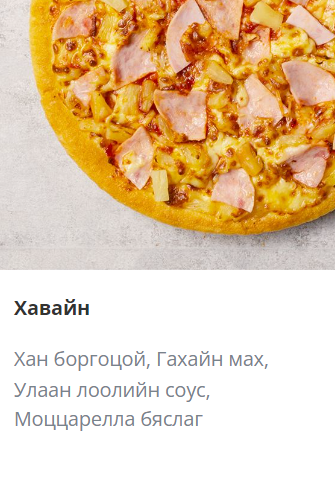 Хавайн
Хан боргоцой, Гахайн мах,
Улаан лоолийн соус,
Моццарелла бяслаг